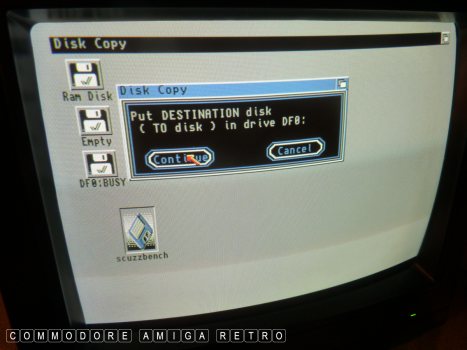 Disk Copy
Ram Disk
Empty
DF0:BUSY
scuzzbench
Disk Copy
Put DESTINATION disk
( TO disk ) in drive DF0:
Continue
Cancel
COMMODORE AMIGA RETRO